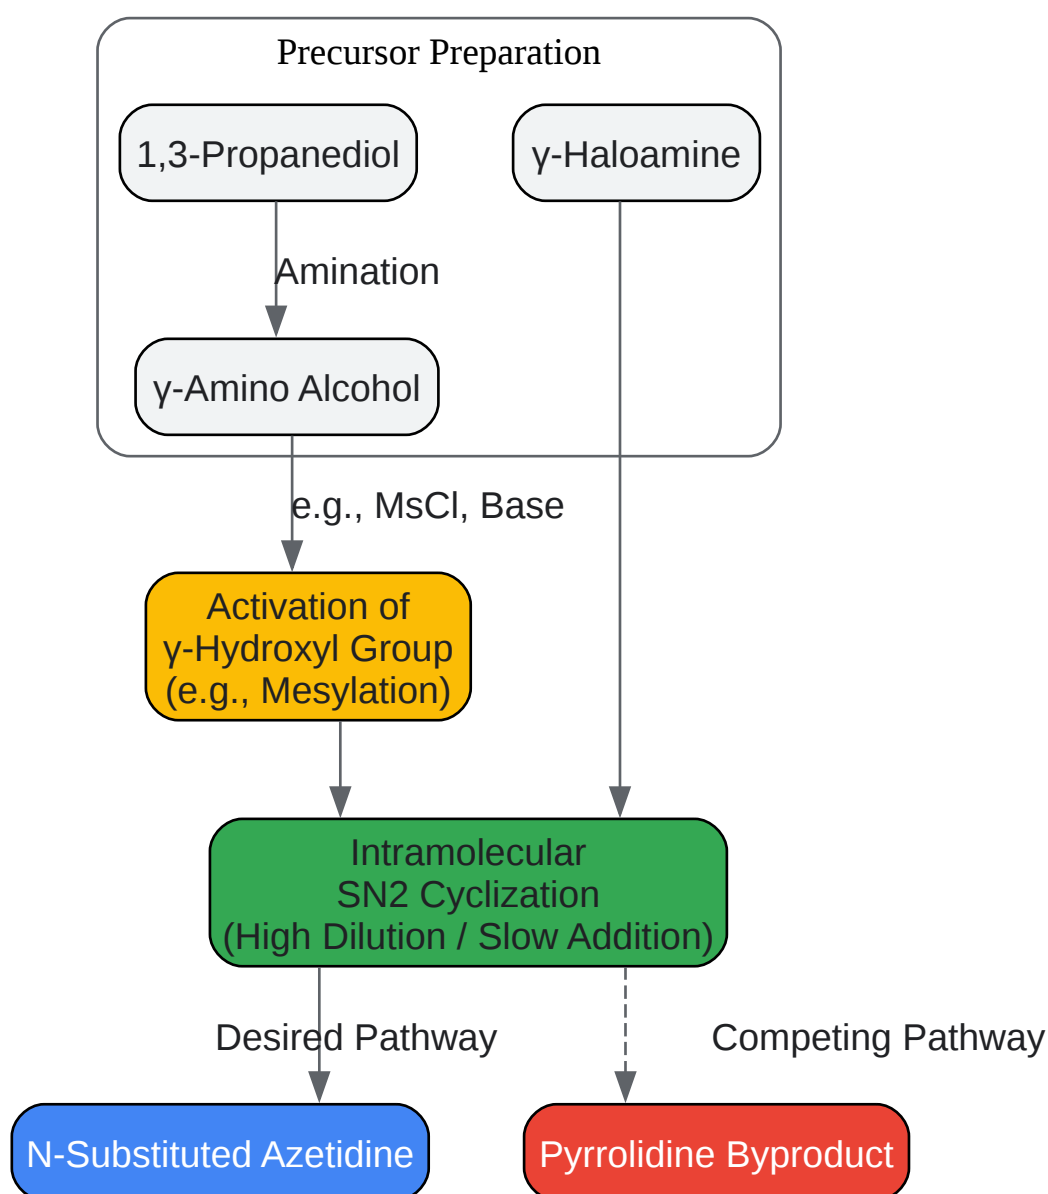 Precursor Preparation
1,3-Propanediol
γ-Haloamine
Amination
γ-Amino Alcohol
e.g., MsCl, Base
Activation of
γ-Hydroxyl Group
(e.g., Mesylation)
Intramolecular
SN2 Cyclization
(High Dilution / Slow Addition)
Desired Pathway
Competing Pathway
N-Substituted Azetidine
Pyrrolidine Byproduct